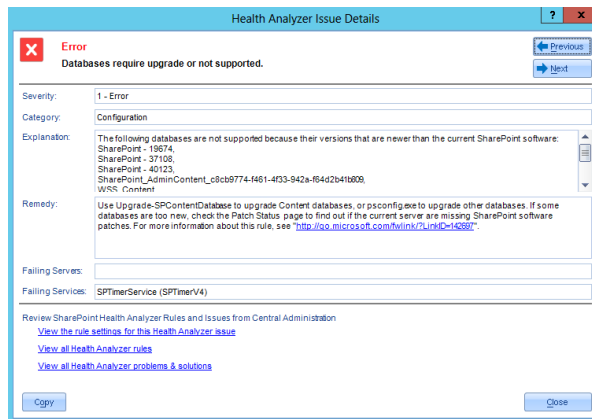 Health Analyzer Issue Details
? x
Error
Databases require upgrade or not supported.
Previous
Next
Severity:
1 - Error
Category:
Configuration
Explanation:
The following databases are not supported because their versions that are newer than the current SharePoint software:
SharePoint - 19674,
SharePoint - 37108,
SharePoint - 40123,
SharePoint_AdminContent_c8cb9774-f461-4f33-942a-f64d2b41b809,
WSS_Content
Remedy:
Use Upgrade-SPContentDatabase to upgrade Content databases, or psconfig.exe to upgrade other databases. If some
databases are too new, check the Patch Status page to find out if the current server are missing SharePoint software
patches. For more information about this rule, see "http://go.microsoft.com/fwlink/?LinkID=142697".
Failing Servers:
Failing Services:
SPTimerService (SPTimerV4)
Review SharePoint Health Analyzer Rules and Issues from Central Administration
View the rule settings for this Health Analyzer issue
View all Health Analyzer rules
View all Health Analyzer problems & solutions
Copy
Close